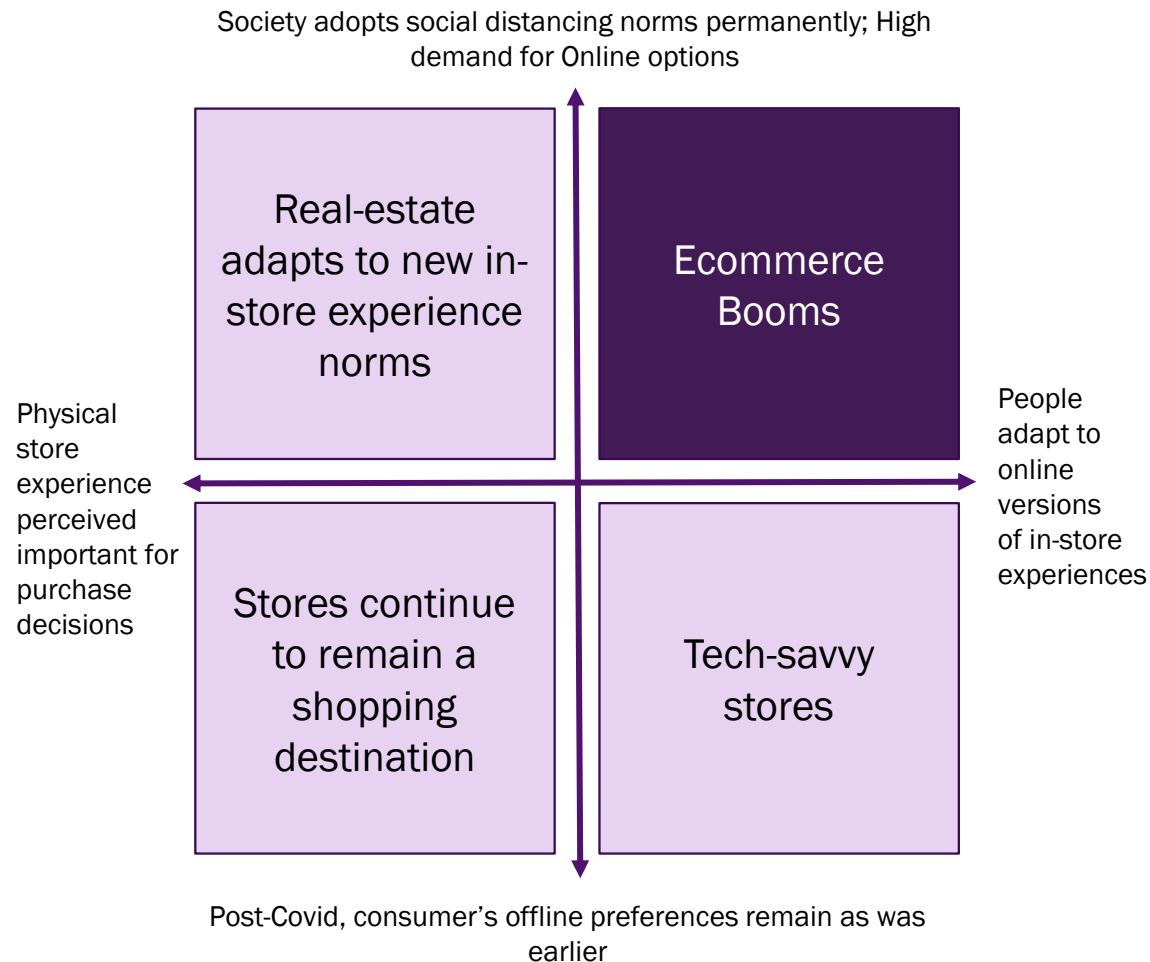 Society adopts social distancing norms permanently; High
demand for Online options
Real-estate
adapts to new in-
store experience
norms
Ecommerce
Booms
Physical
store
experience
perceived
important for
purchase
decisions
People
adapt to
online
versions
of in-store
experiences
Stores continue
to remain a
shopping
destination
Tech-savvy
stores
Post-Covid, consumer’s offline preferences remain as was
earlier